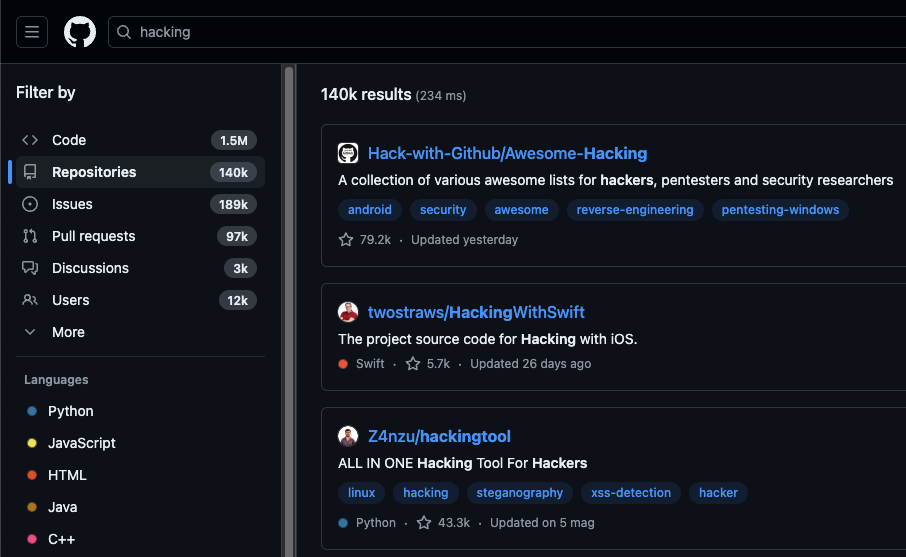 hacking
Filter by
Code 1.5M
Repositories 140k
Issues 189k
Pull requests 97k
Discussions 3k
Users 12k
More
Languages
Python
JavaScript
HTML
Java
C++
140k results (234 ms)
Hack-with-Github/Awesome-Hacking
A collection of various awesome lists for hackers, pentesters and security researchers
android security awesome reverse-engineering pentesting-windows
79.2k · Updated yesterday
twostraws/HackingWithSwift
The project source code for Hacking with iOS.
Swift · 5.7k · Updated 26 days ago
Z4nzu/hackingtool
ALL IN ONE Hacking Tool For Hackers
linux hacking steganography xss-detection hacker
Python · 43.3k · Updated on 5 mag